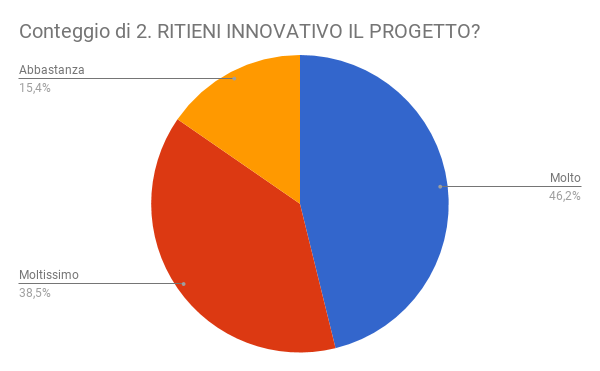 Conteggio di 2. RITIENI INNOVATIVO IL PROGETTO?
Abbastanza
15,4%
Molto
46,2%
Moltissimo
38,5%